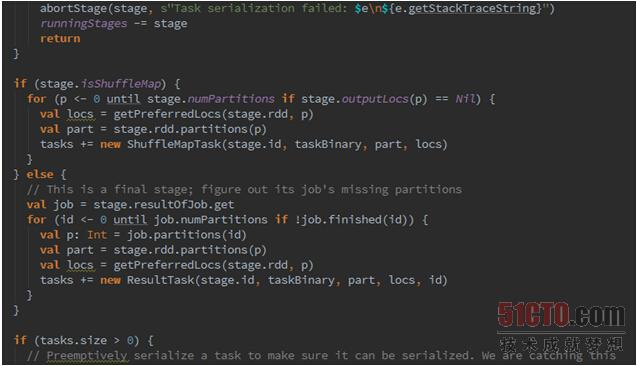 abortStage(stage, s"Task serialization failed: $e\n${e.getStackTraceString}")
runningStages -= stage
return
}
if (stage.isShuffleMap) {
for (p <- 0 until stage.numPartitions if stage.outputLocs(p) == Nil) {
val locs = getPreferredLocs(stage.rdd, p)
val part = stage.rdd.partitions(p)
tasks += new ShuffleMapTask(stage.id, taskBinary, part, locs)
}
} else {
// This is a final stage; figure out its job's missing partitions
val job = stage.resultOfJob.get
for (id <- 0 until job.numPartitions if !job.finished(id)) {
val p: Int = job.partitions(id)
val part = stage.rdd.partitions(p)
val locs = getPreferredLocs(stage.rdd, p)
tasks += new ResultTask(stage.id, taskBinary, part, locs, id)
}
}
51CTO.com
技术成就梦想
if (tasks.size > 0) {
// Preemptively serialize a task to make sure it can be serialized. We are catching this